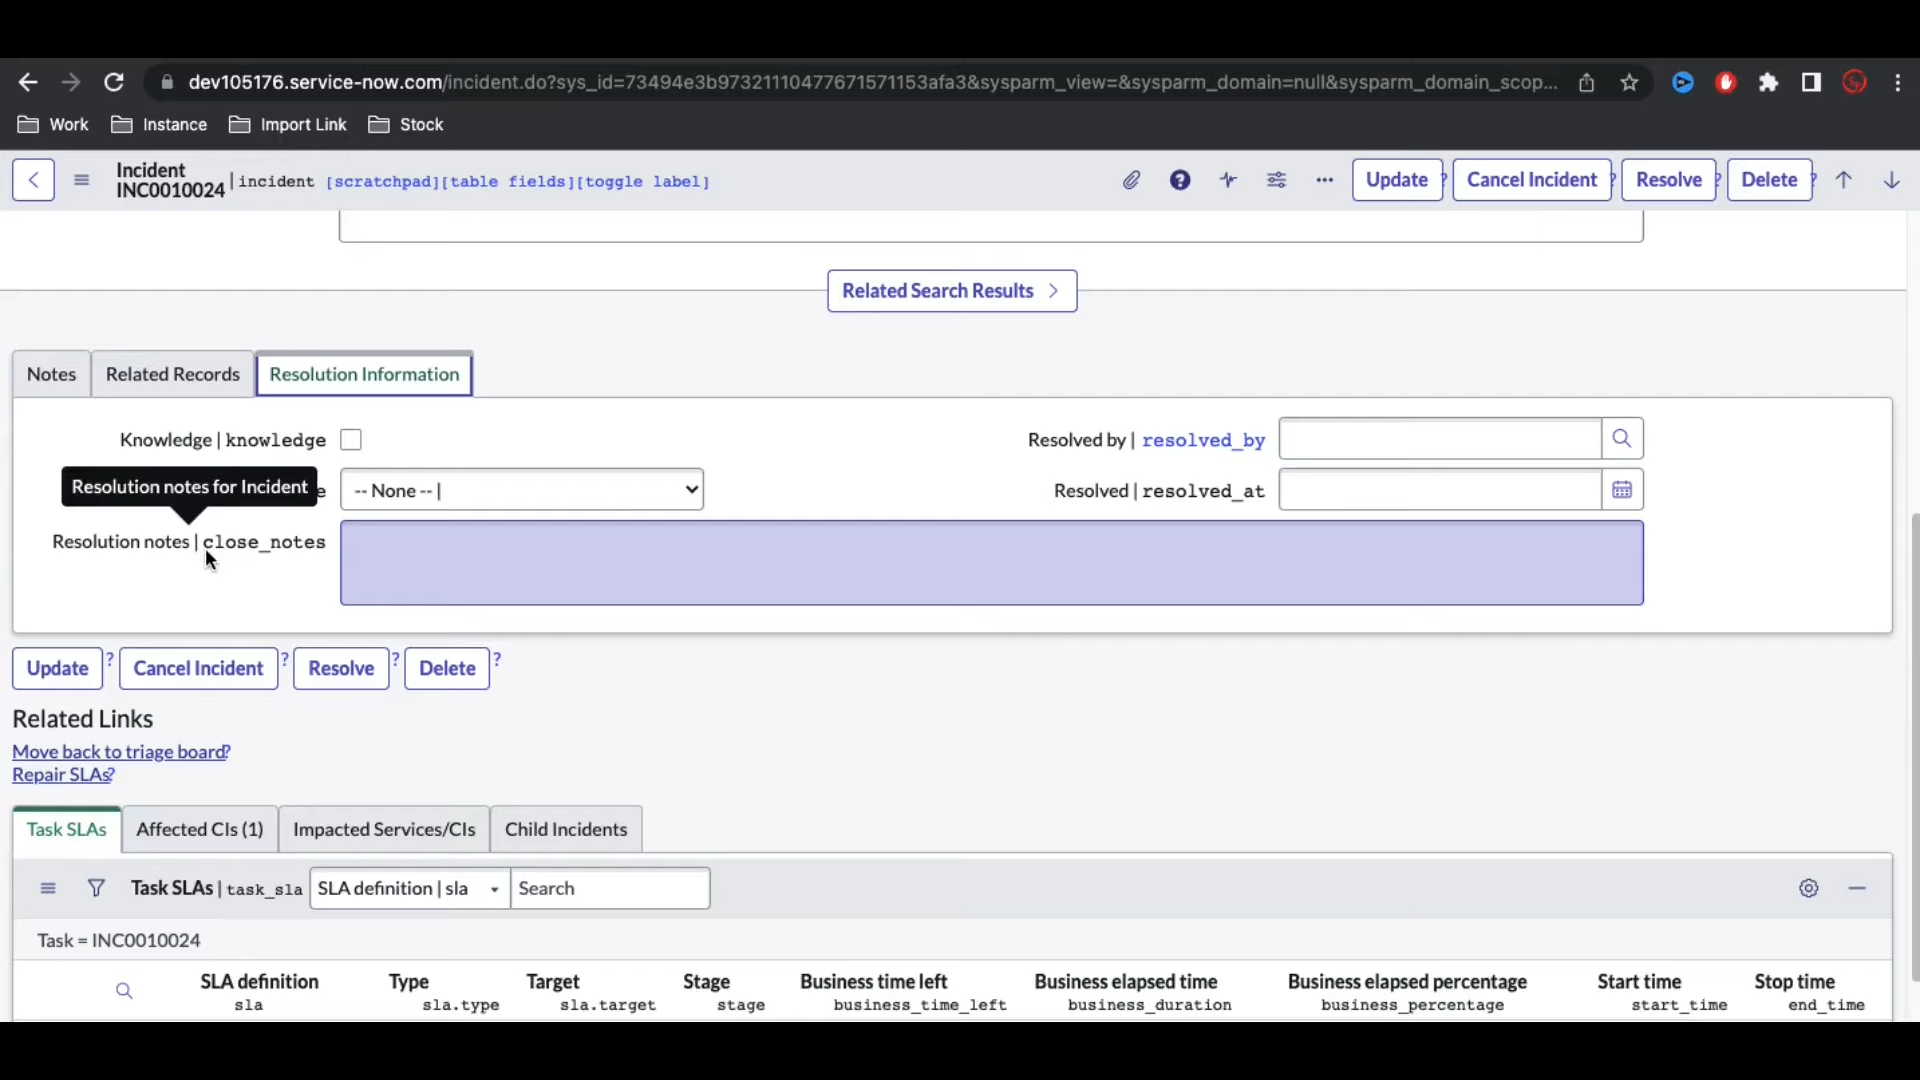 dev105176.service-now.com/incident.do?sys_id=73494e3b97321110477671571153afa3&sysparm_view=&sysparm_domain=null&sysparm_domain_scop...
Work Instance Import Link Stock
Incident
INC0010024 | incident [scratchpad][table fields][toggle label]
Update ? Cancel Incident ? Resolve ? Delete ?
Related Search Results
Notes Related Records Resolution Information
Knowledge | knowledge Resolved by | resolved_by
Resolution notes for Incident e -- None -- | Resolved | resolved_at
Resolution notes | close_notes
Update ? Cancel Incident ? Resolve ? Delete ?
Related Links
Move back to triage board?
Repair SLAs?
Task SLAs Affected CIs (1) Impacted Services/CIs Child Incidents
Task SLAs | task_sla SLA definition | sla Search
Task = INC0010024
SLA definition Type Target Stage Business time left Business elapsed time Business elapsed percentage Start time Stop time
sla sla.type sla.target stage business_time_left business_duration business_percentage start_time end_time